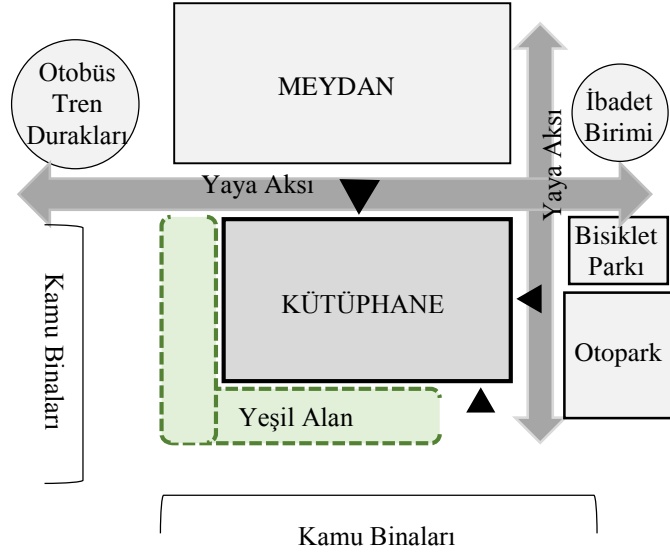 Otobüs
Tren
Durakları
MEYDAN
İbadet
Birimi
Yaya Aksı
Yaya Aksı
Bisiklet
Parkı
KÜTÜPHANE
Otopark
Kamu Binaları
Yeşil Alan
Kamu Binaları